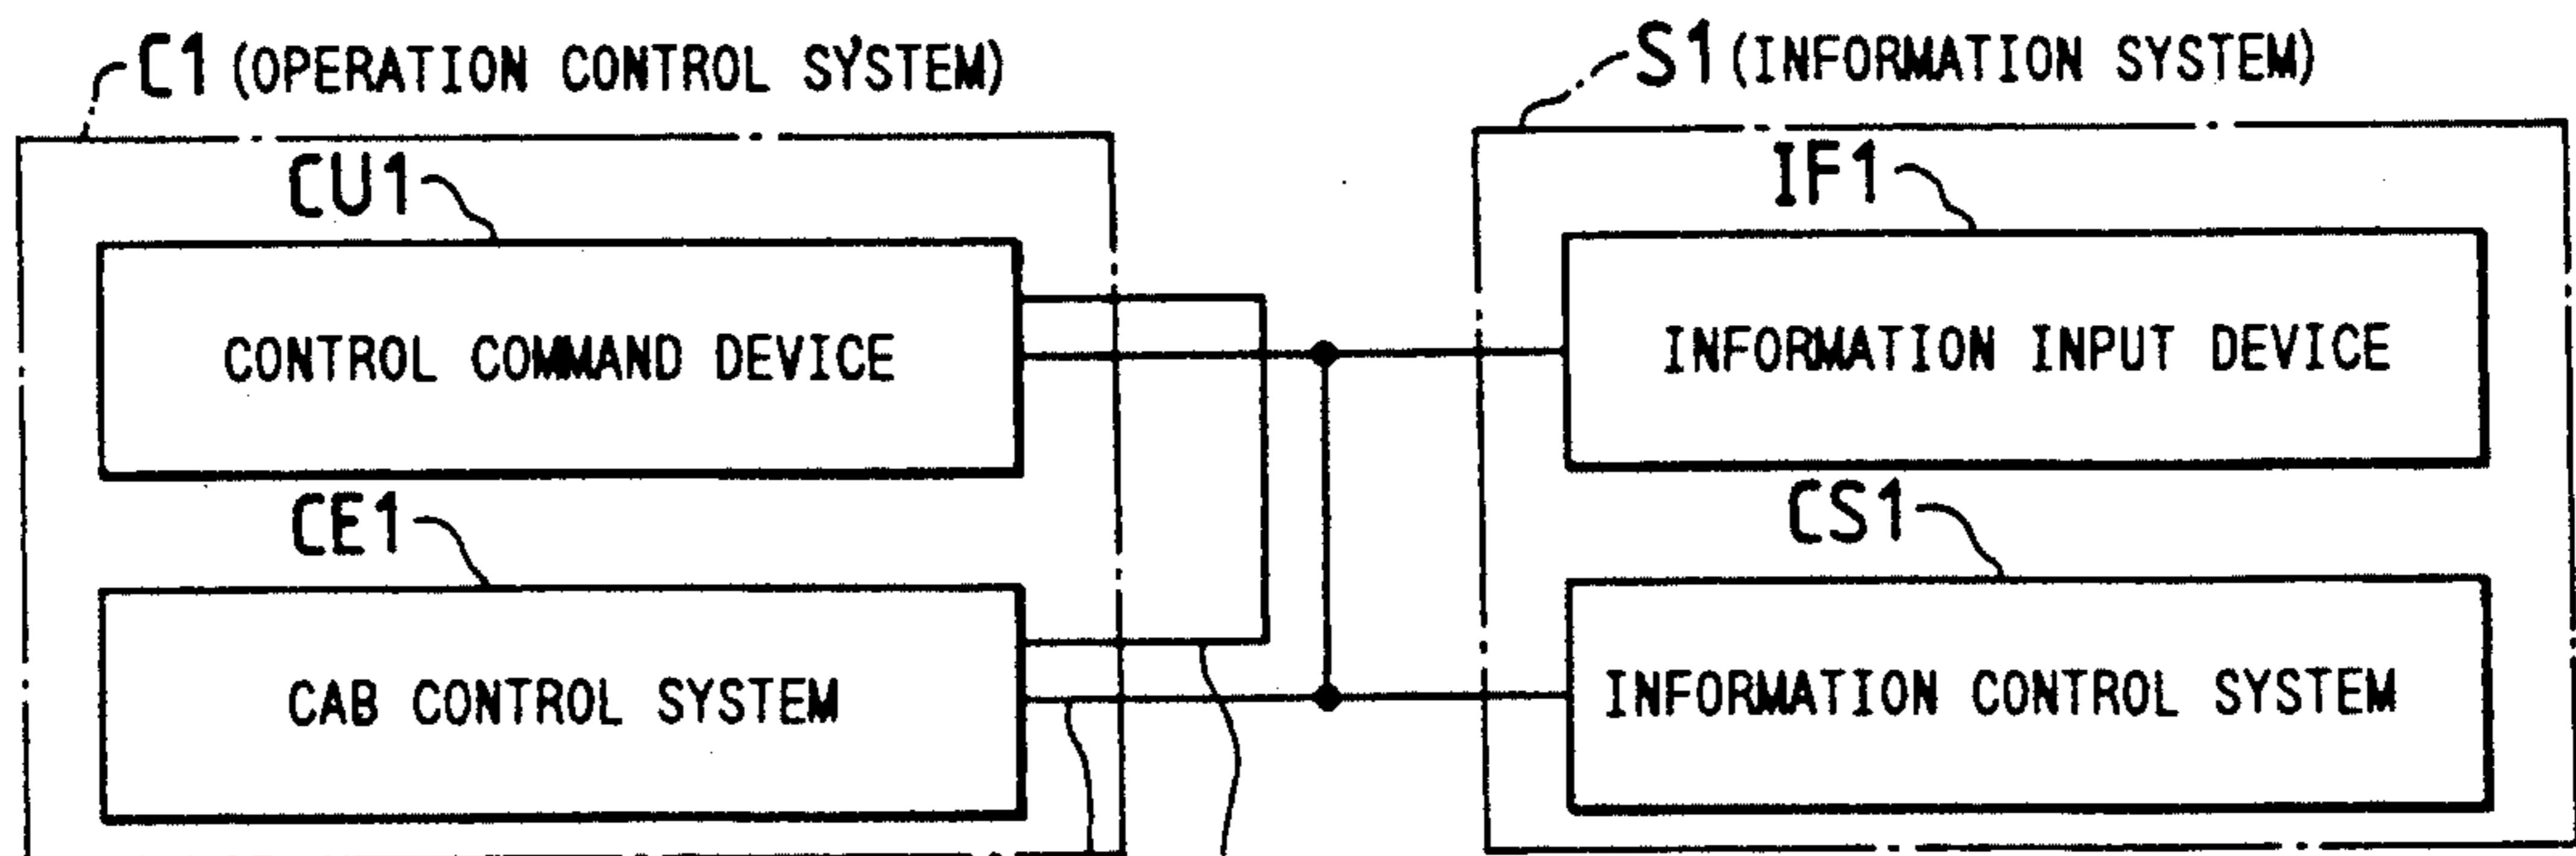 C1 (OPERATION CONTROL SYSTEM)
S1 (INFORMATION SYSTEM)
CU1
CONTROL COMMAND DEVICE
CE1
CAB CONTROL SYSTEM
IF1
INFORMATION INPUT DEVICE
CS1
INFORMATION CONTROL SYSTEM